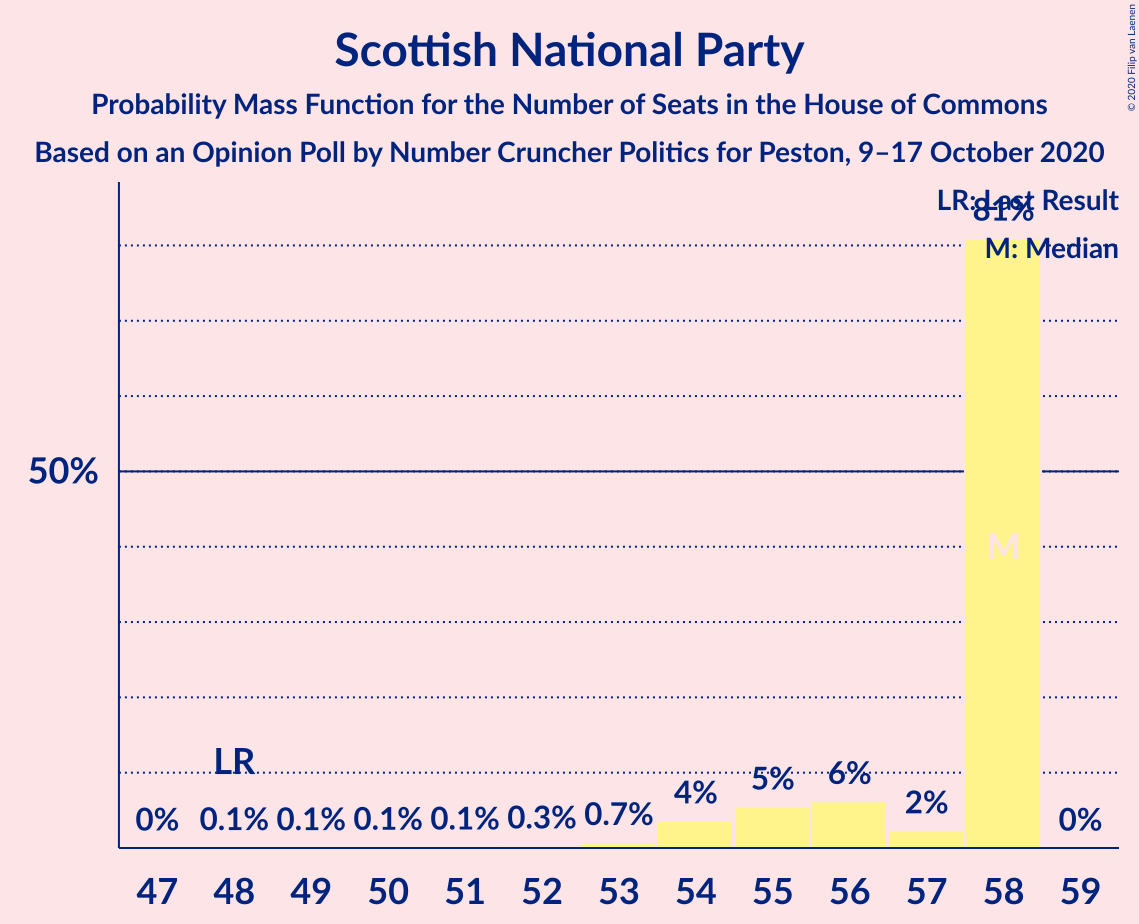 Scottish National Party
Probability Mass Function for the Number of Seats in the House of Commons
Based on an Opinion Poll by Number Cruncher Politics for Peston, 9–17 October 2020
© 2020 Filip van Laenen
LR: Last Result
M: Median
81%
50%
M
LR
0% 0.1% 0.1% 0.1% 0.1% 0.3% 0.7% 4% 5% 6% 2% 0%
47 48 49 50 51 52 53 54 55 56 57 58 59